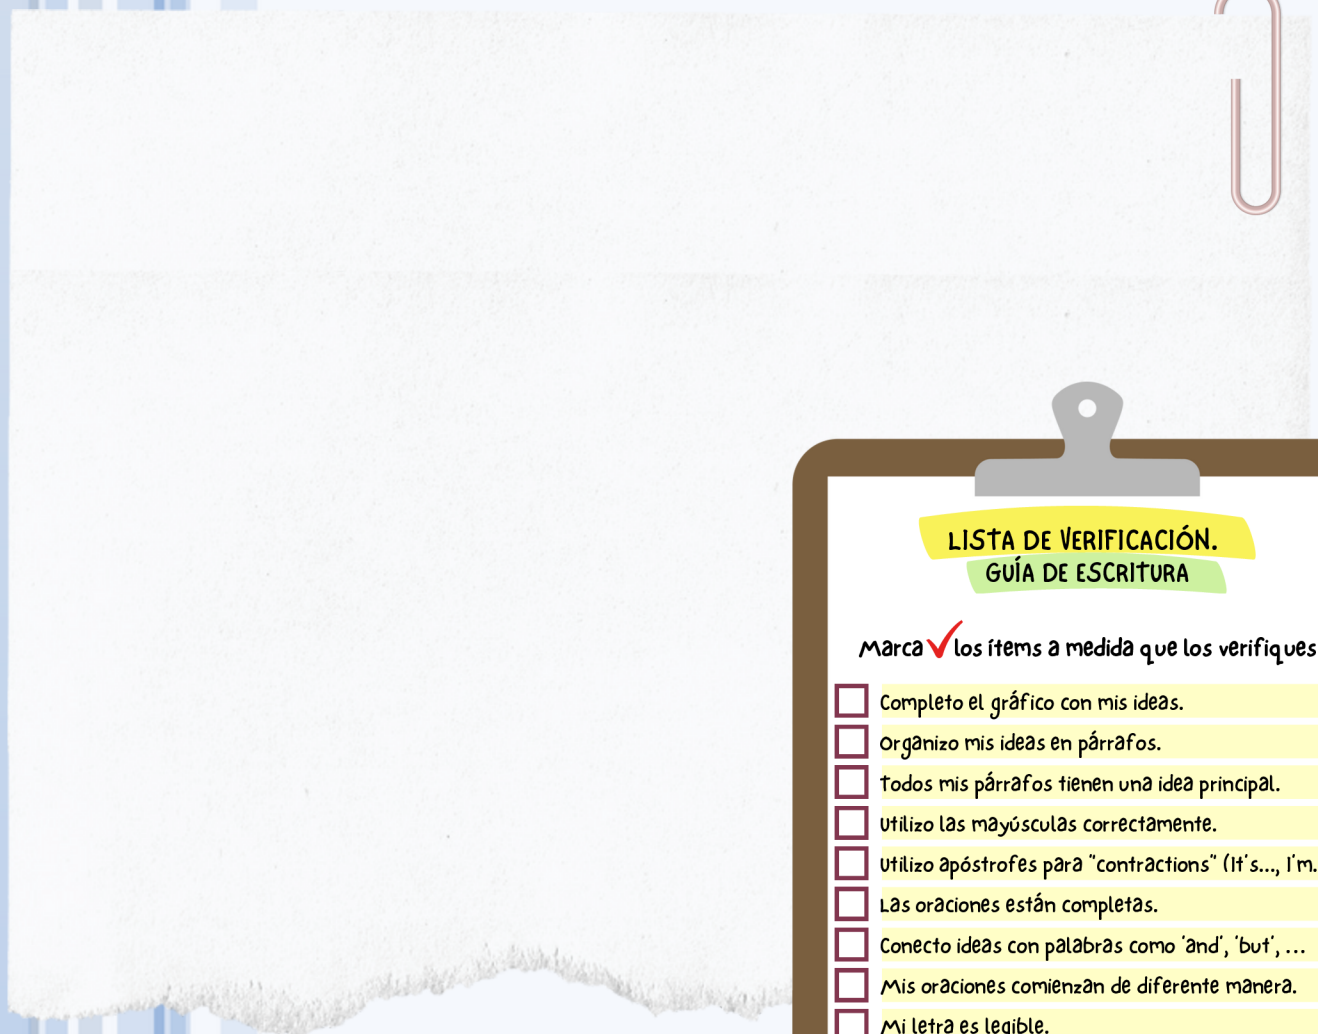 LISTA DE VERIFICACIÓN.
GUÍA DE ESCRITURA
Marca los ítems a medida que los verifiques
Completo el gráfico con mis ideas.
Organizo mis ideas en párrafos.
Todos mis párrafos tienen una idea principal.
Utilizo las mayúsculas correctamente.
Utilizo apóstrofes para "contractions" (It's..., I'm.
Las oraciones están completas.
Conecto ideas con palabras como 'and', 'but', ...
Mis oraciones comienzan de diferente manera.
Mi letra es legible.